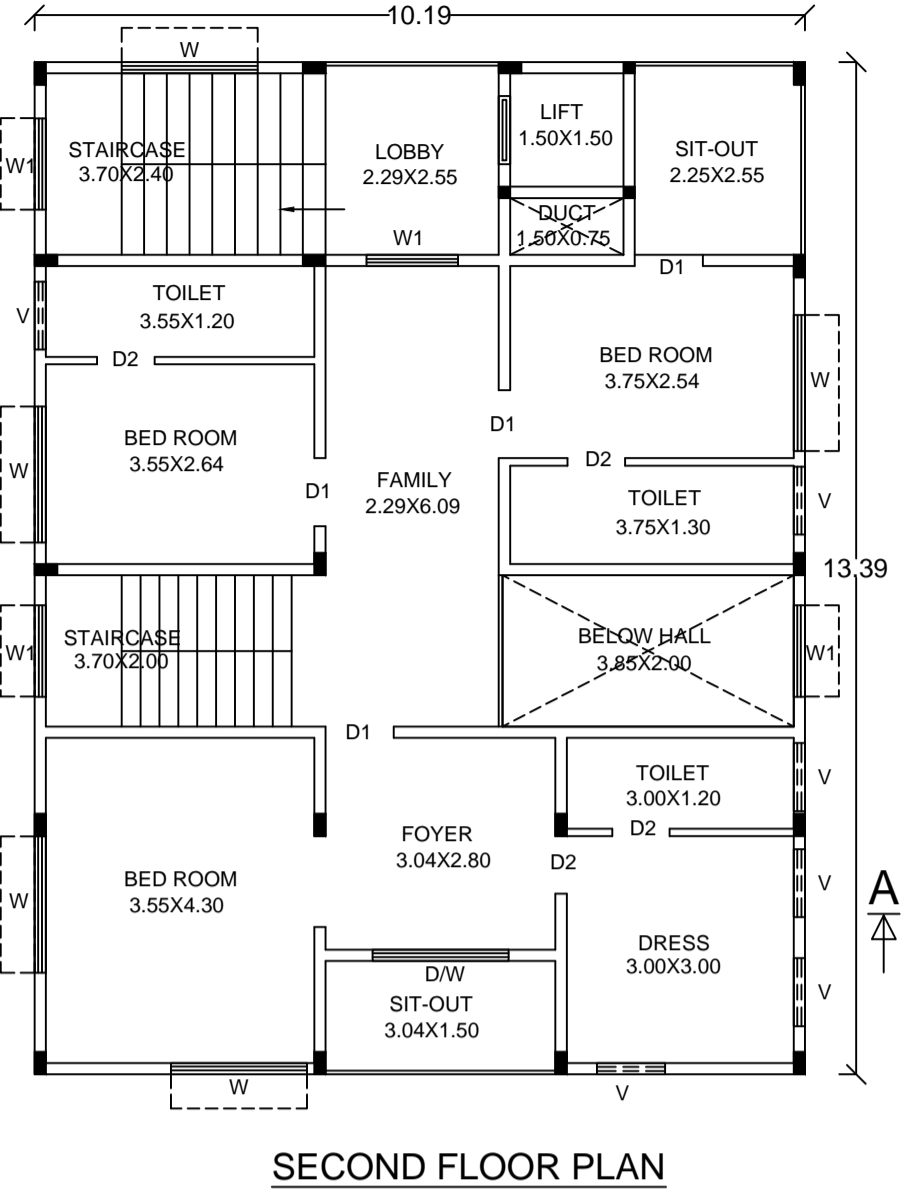 10.19
W
W1
STAIRCASE
3.70X2.40
LOBBY
2.29X2.55
LIFT
1.50X1.50
SIT-OUT
2.25X2.55
DUCT
1.50X0.75
W1
D1
TOILET
3.55X1.20
V
D2
BED ROOM
3.75X2.54
W
D1
BED ROOM
3.55X2.64
W
D1
FAMILY
2.29X6.09
D2
TOILET
3.75X1.30
V
13.39
STAIRCASE
3.70X2.00
W1
BELOW HALL
3.85X2.00
W1
D1
TOILET
3.00X1.20
V
D2
FOYER
3.04X2.80
D2
BED ROOM
3.55X4.30
W
V
A
DRESS
3.00X3.00
D/W
SIT-OUT
3.04X1.50
V
W
V
SECOND FLOOR PLAN